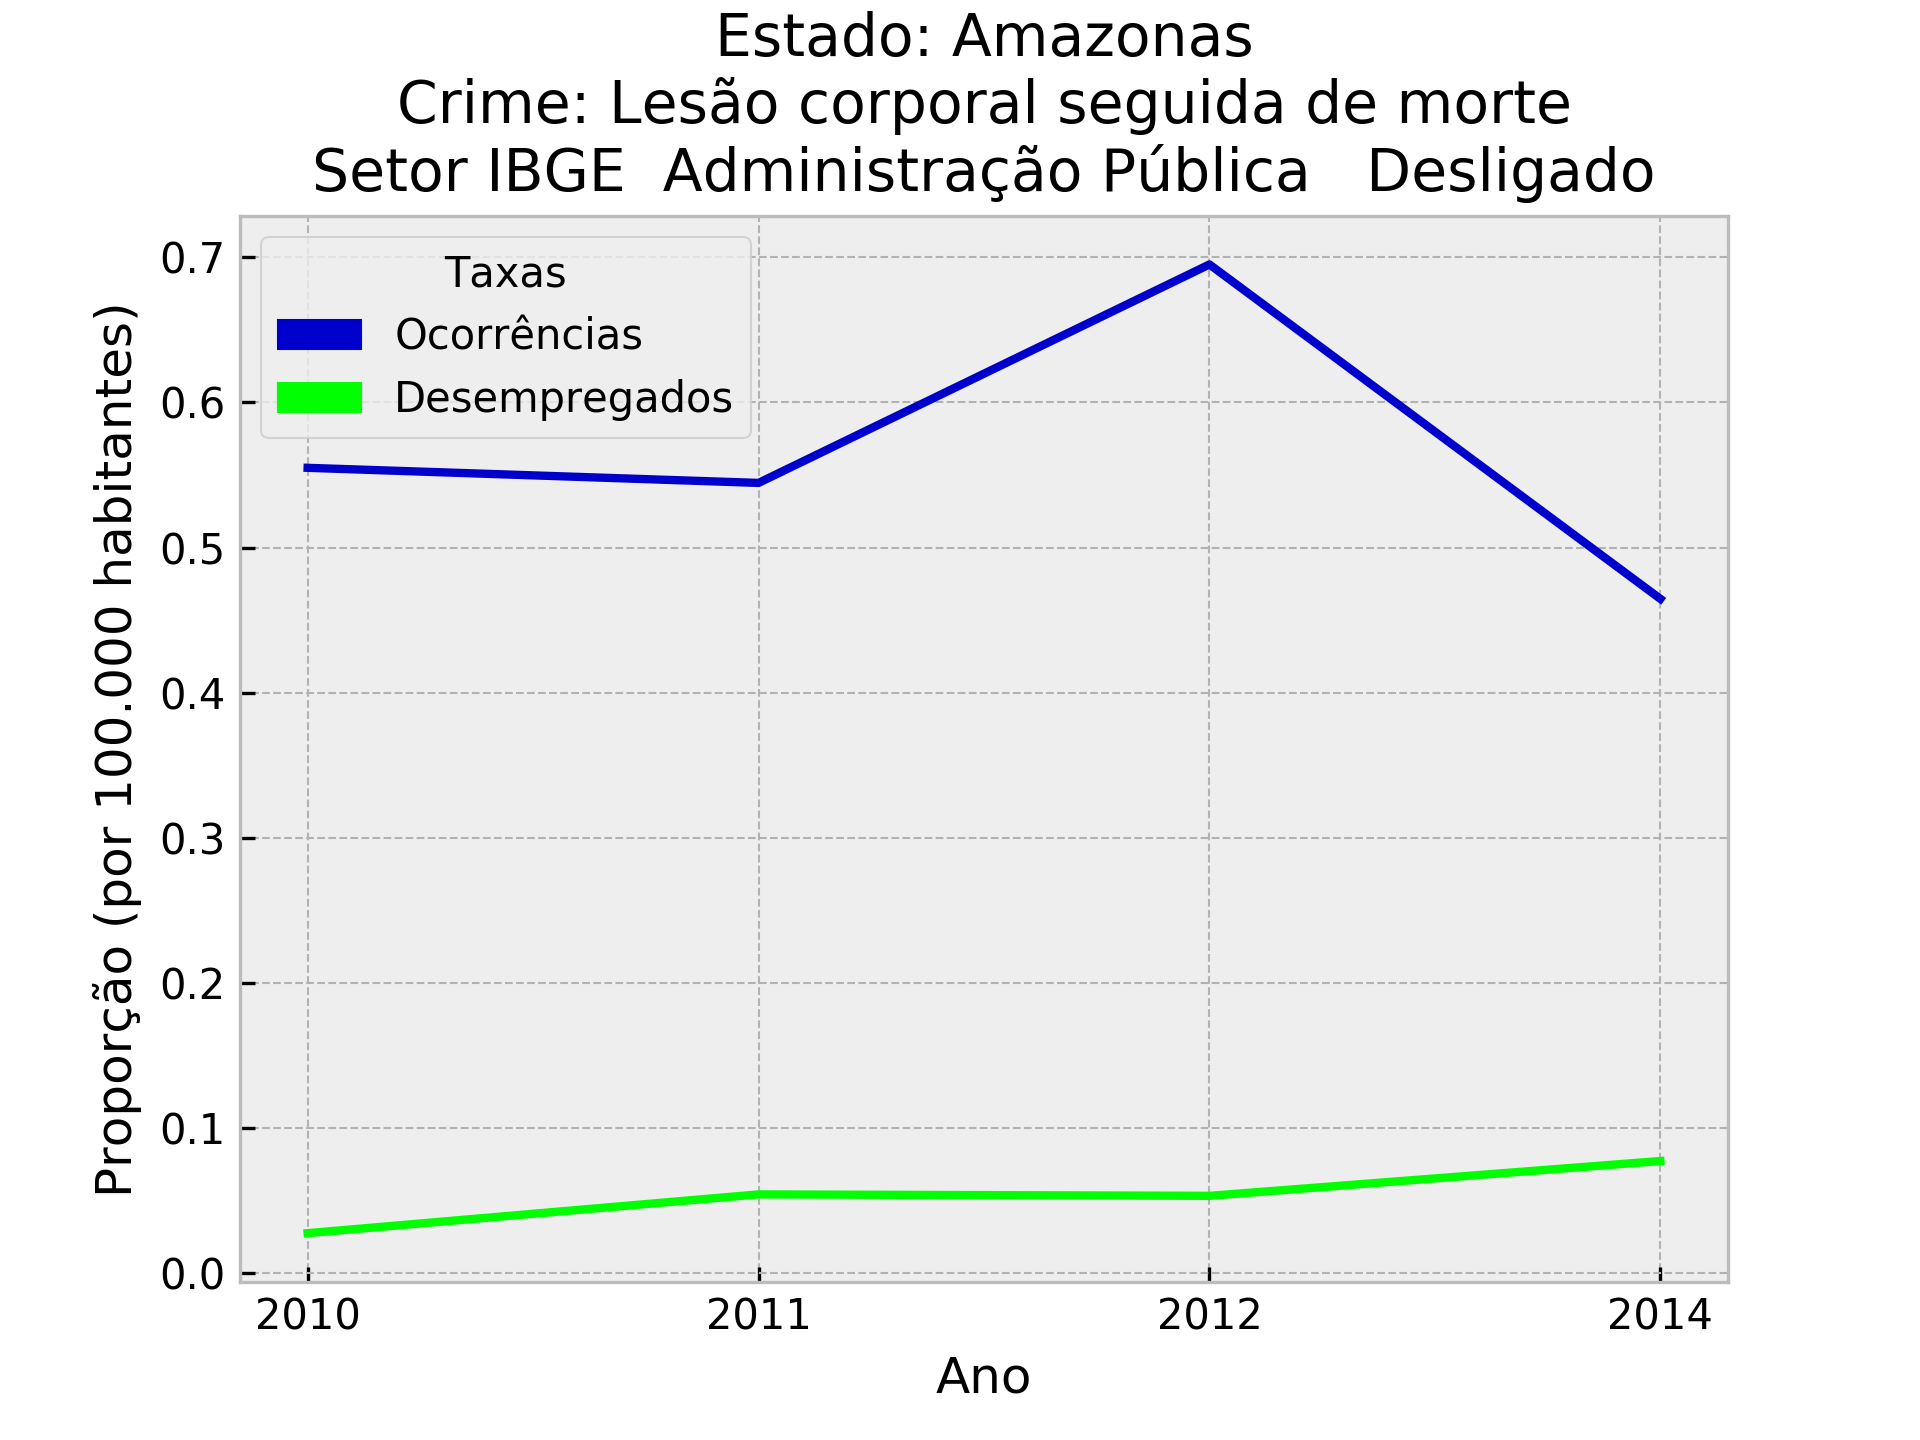 Estado: Amazonas
Crime: Lesão corporal seguida de morte
Setor IBGE  Administração Pública   Desligado
Taxas
Ocorrências
Desempregados
Proporção (por 100.000 habitantes)
0.7
0.6
0.5
0.4
0.3
0.2
0.1
0.0
2010 2011 2012 2014
Ano